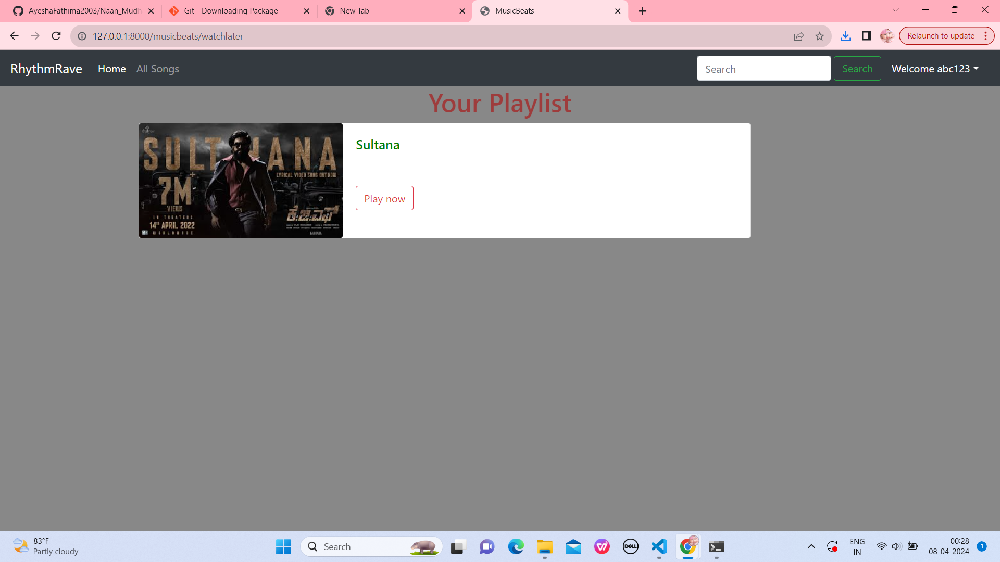 AyeshaFathima2003/Naan_Mudh
Git - Downloading Package
New Tab
MusicBeats
127.0.0.1:8000/musicbeats/watchlater
Relaunch to update
RhythmRave
Home
All Songs
Search
Search
Welcome abc123
Your Playlist
SULTHANA
LYRICAL VIDEO SONG OUT NOW
7M+
VIEWS
IN THEATERS
14th APRIL 2022
WORLDWIDE
ಕೆ.ಜಿ.ಎಫ್
KANNADA
Sultana
Play now
83°F
Partly cloudy
Search
DELL
ENG
IN
00:28
08-04-2024
1